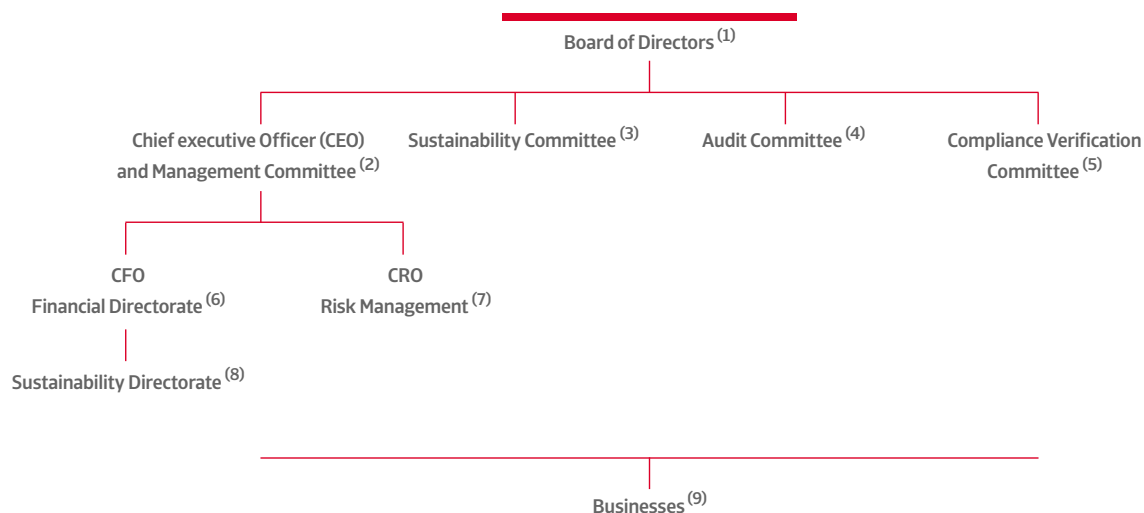 Board of Directors (1)
Chief executive Officer (CEO)
and Management Committee (2)
Sustainability Committee (3)
Audit Committee (4)
Compliance Verification
Committee (5)
CFO
Financial Directorate (6)
CRO
Risk Management (7)
Sustainability Directorate (8)
Businesses (9)